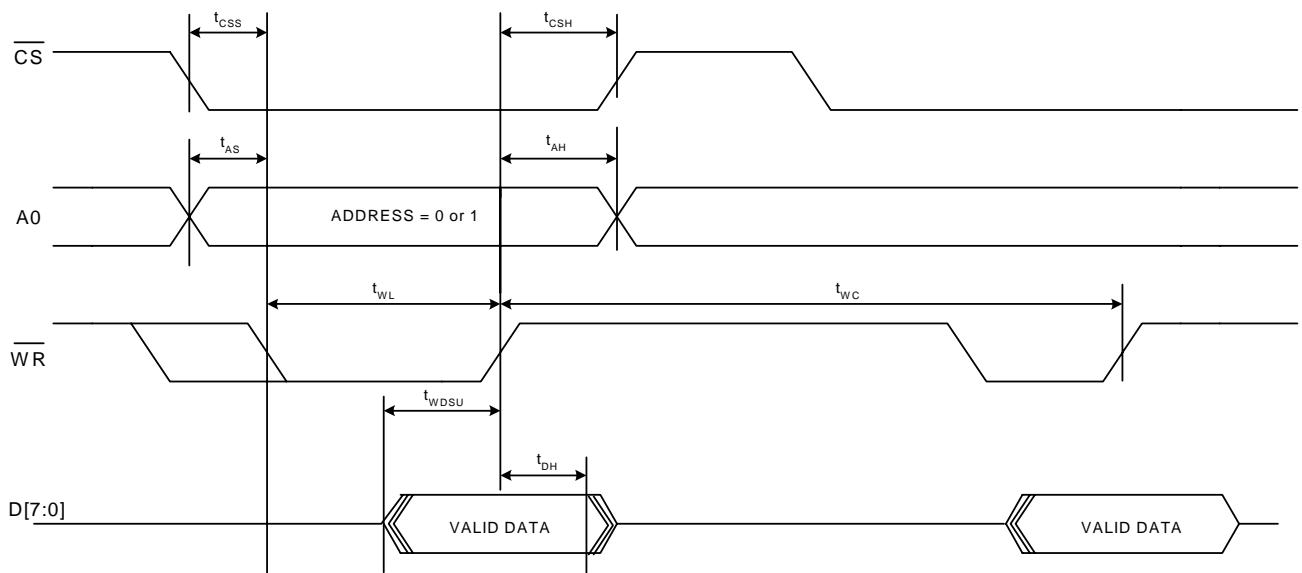 tCSS
tCSH
CS
tAS
tAH
A0
ADDRESS = 0 or 1
tWL
tWC
WR
tWDSU
tDH
D[7:0]
VALID DATA
VALID DATA